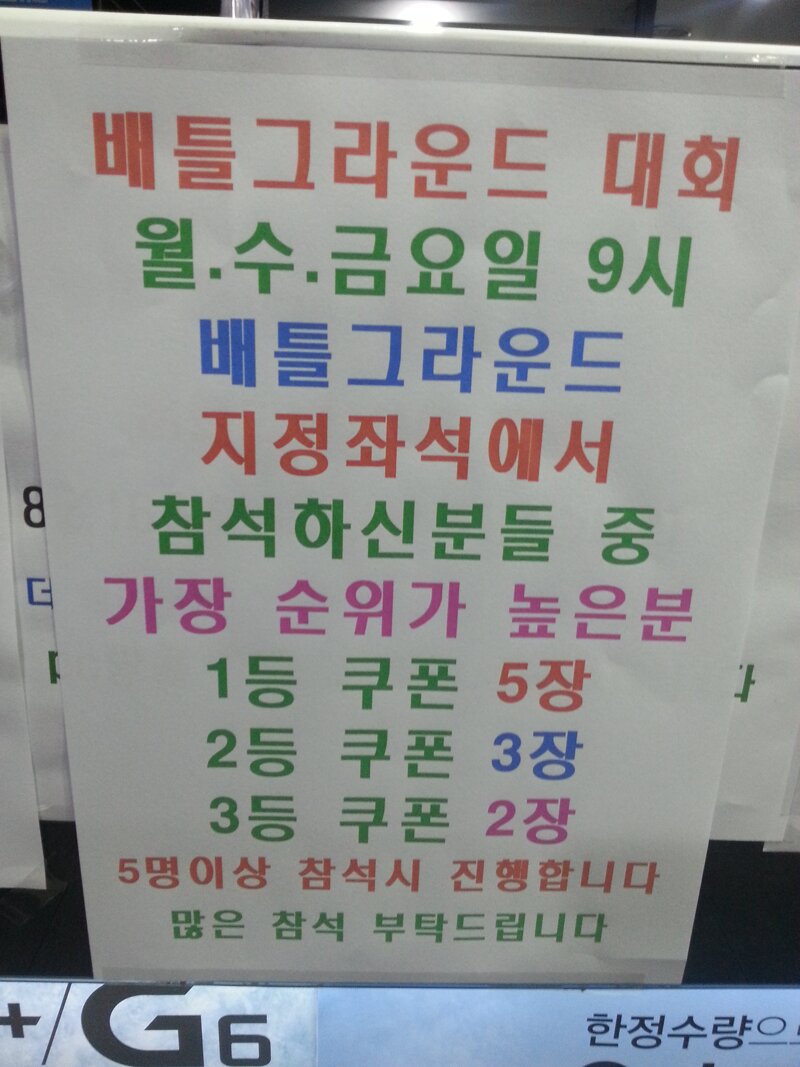 배틀그라운드 대회
월.수.금요일 9시
배틀그라운드
지정좌석에서
참석하신분들 중
가장 순위가 높은분
1등 쿠폰 5장
2등 쿠폰 3장
3등 쿠폰 2장
5명이상 참석시 진행합니다
많은 참석 부탁드립니다
8
+/G6
한정수량으